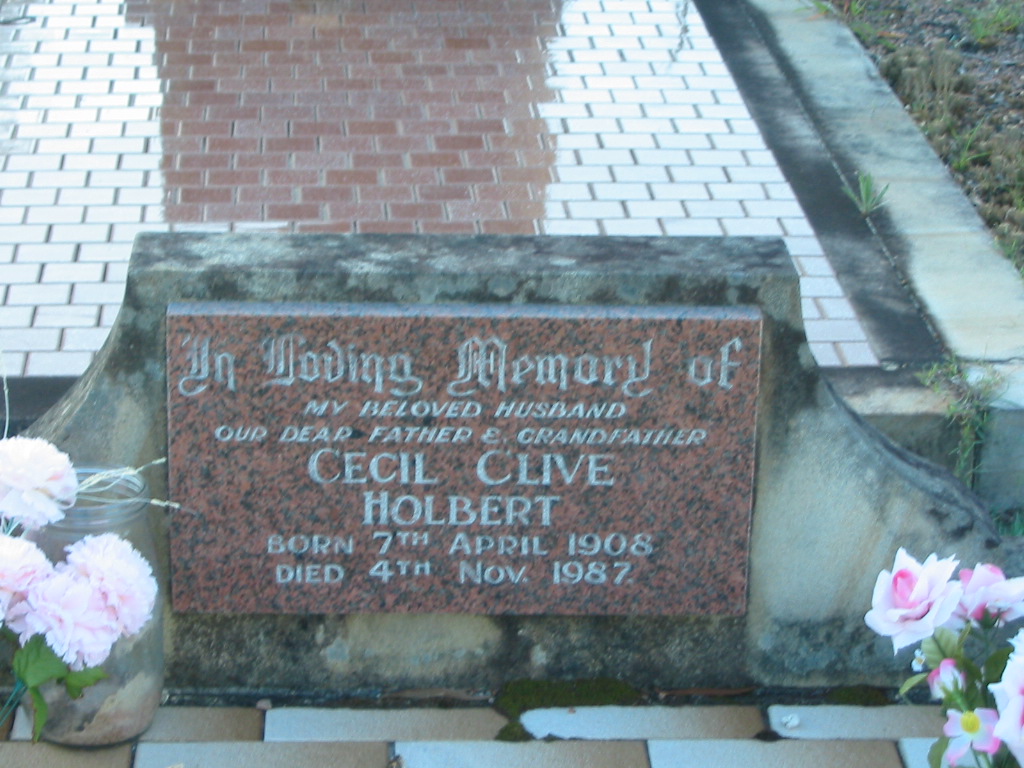 In Loving Memory of
MY BELOVED HUSBAND
OUR DEAR FATHER & GRANDFATHER
CECIL CLIVE
HOLBERT
BORN 7TH APRIL 1908
DIED 4TH NOV. 1987.